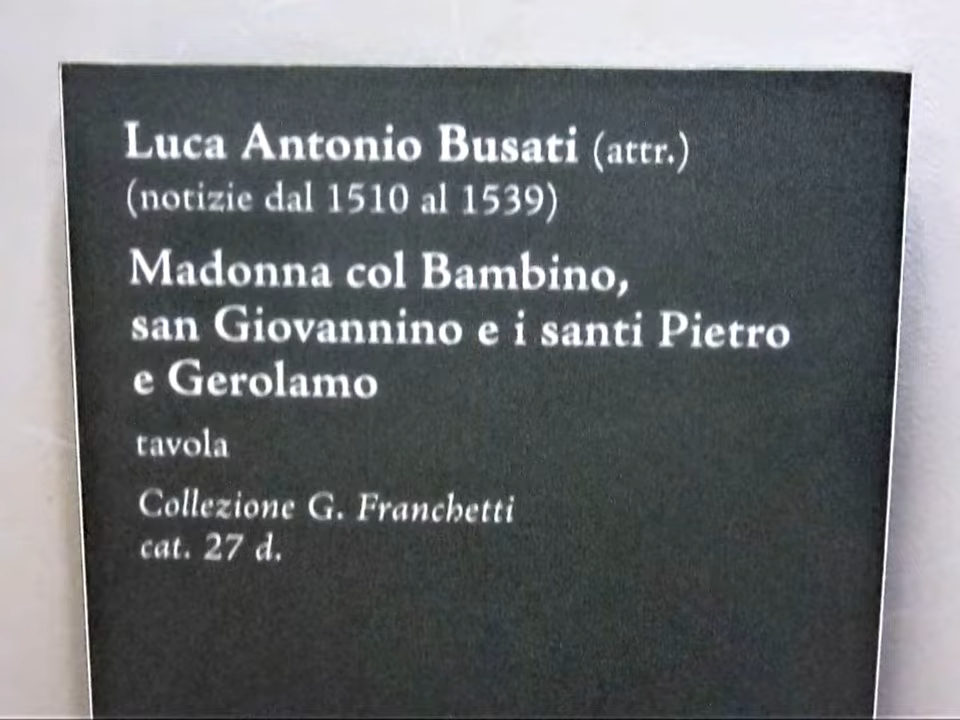 Luca Antonio Busati (attr.)
(notizie dal 1510 al 1539)
Madonna col Bambino,
san Giovannino e i santi Pietro
e Gerolamo
tavola
Collezione G. Franchetti
cat. 27 d.